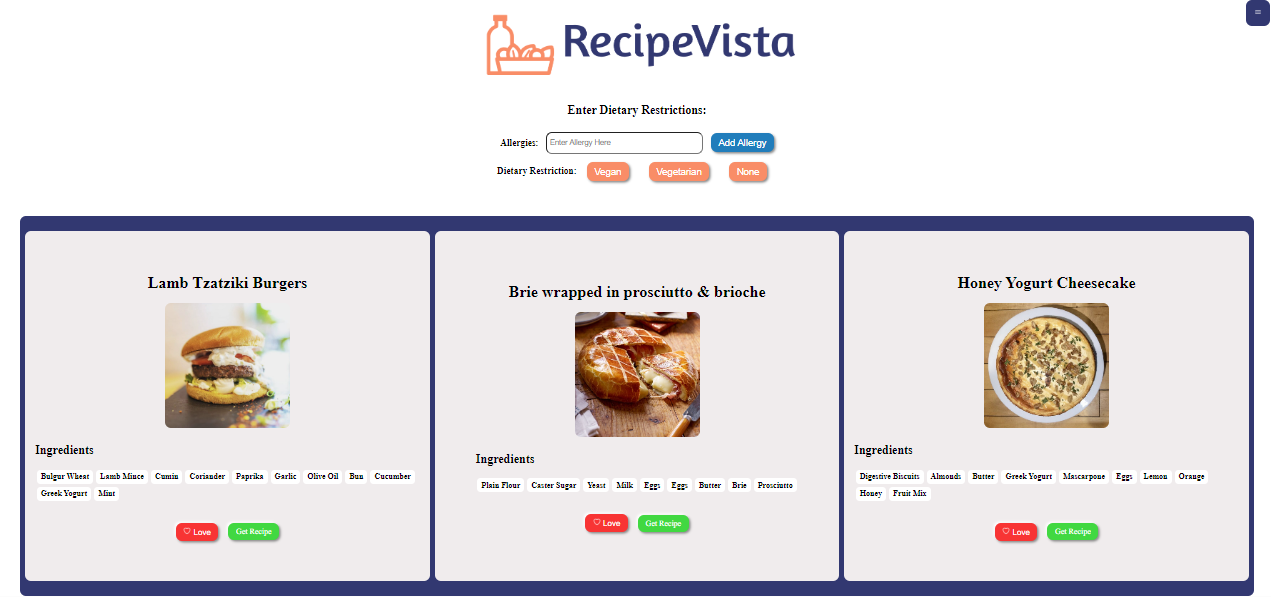 RecipeVista
Enter Dietary Restrictions:
Allergies: Enter Allergy Here Add Allergy
Dietary Restriction: Vegan Vegetarian None
Lamb Tzatziki Burgers
Ingredients
Bulgur Wheat Lamb Mince Cumin Coriander Paprika Garlic Olive Oil Bun Cucumber
Greek Yogurt Mint
♡ Love Get Recipe
Brie wrapped in prosciutto & brioche
Ingredients
Plain Flour Caster Sugar Yeast Milk Eggs Eggs Butter Brie Prosciutto
♡ Love Get Recipe
Honey Yogurt Cheesecake
Ingredients
Digestive Biscuits Almonds Butter Greek Yogurt Mascarpone Eggs Lemon Orange
Honey Fruit Mix
♡ Love Get Recipe